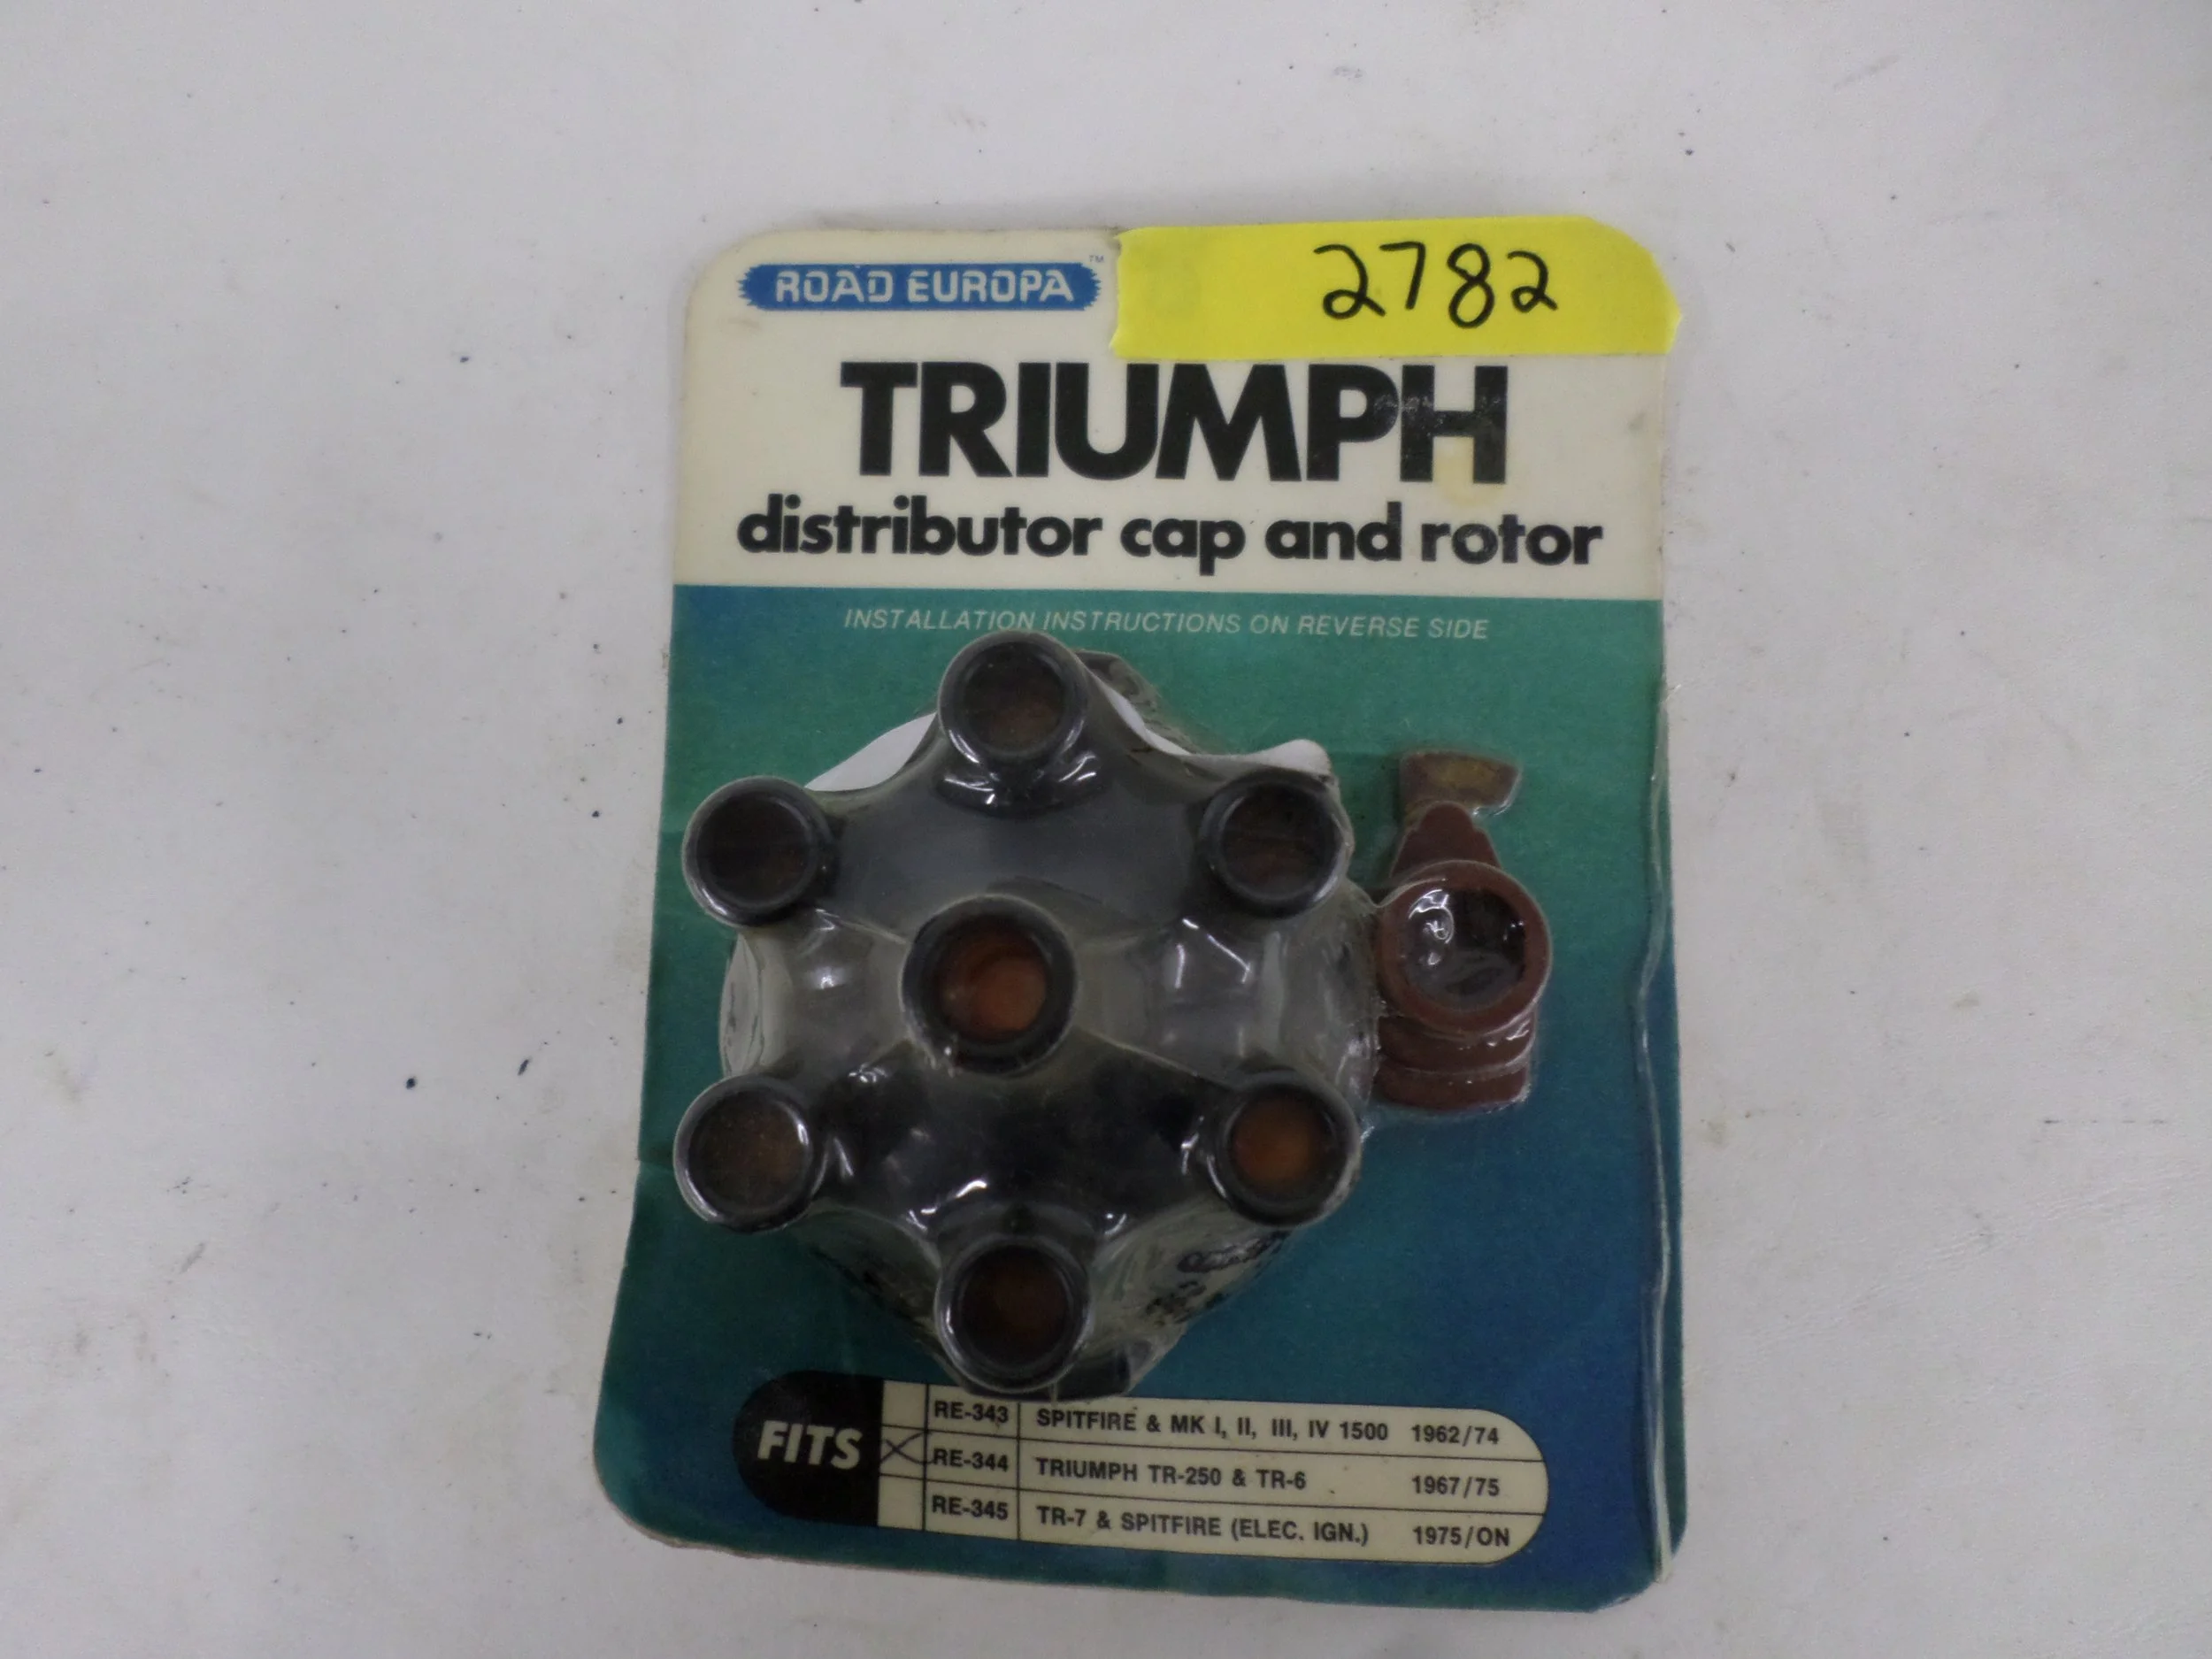 ROAD EUROPA™
2782
TRIUMPH
distributor cap and rotor
INSTALLATION INSTRUCTIONS ON REVERSE SIDE
FITS
RE-343 SPITFIRE & MK I, II, III, IV 1500 1962/74
X RE-344 TRIUMPH TR-250 & TR-6 1967/75
RE-345 TR-7 & SPITFIRE (ELEC. IGN.) 1975/ON